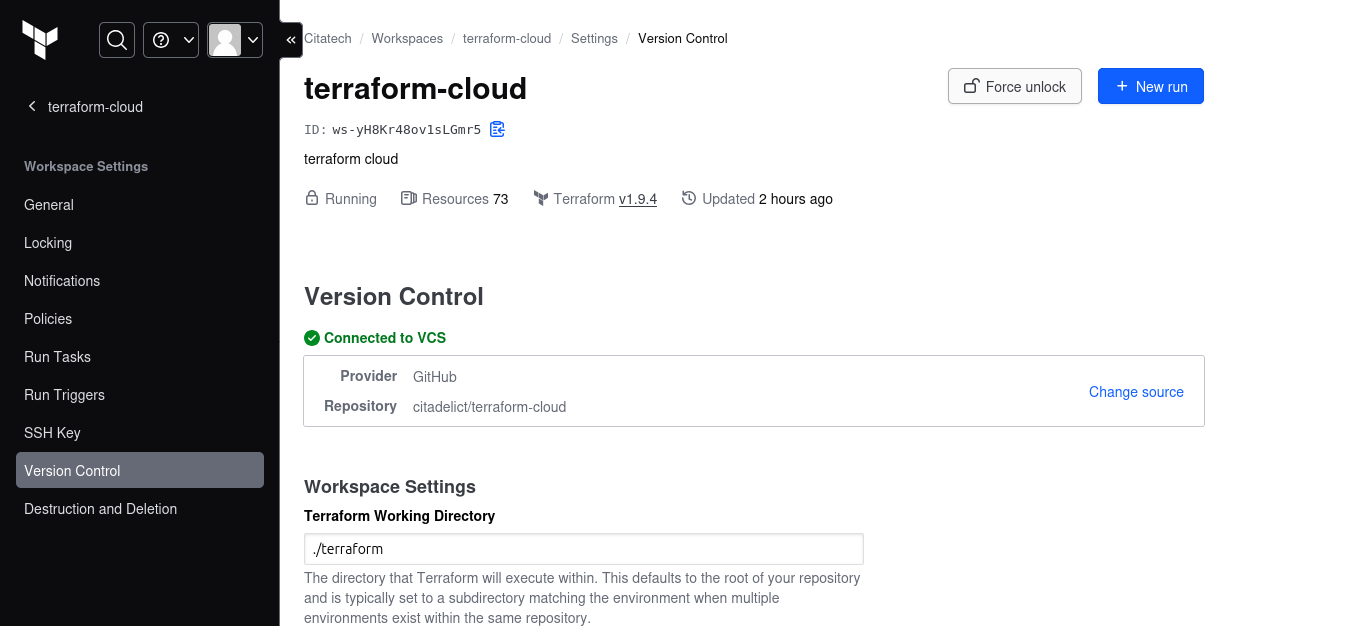 Citatech / Workspaces / terraform-cloud / Settings / Version Control
terraform-cloud
Force unlock
+ New run
ID: ws-yH8Kr48ov1sLGmr5
terraform cloud
Running Resources 73 Terraform v1.9.4 Updated 2 hours ago
terraform-cloud
Workspace Settings
General
Locking
Notifications
Policies
Run Tasks
Run Triggers
SSH Key
Version Control
Destruction and Deletion
Version Control
Connected to VCS
Provider GitHub
Repository citadelict/terraform-cloud
Change source
Workspace Settings
Terraform Working Directory
./terraform
The directory that Terraform will execute within. This defaults to the root of your repository
and is typically set to a subdirectory matching the environment when multiple
environments exist within the same repository.